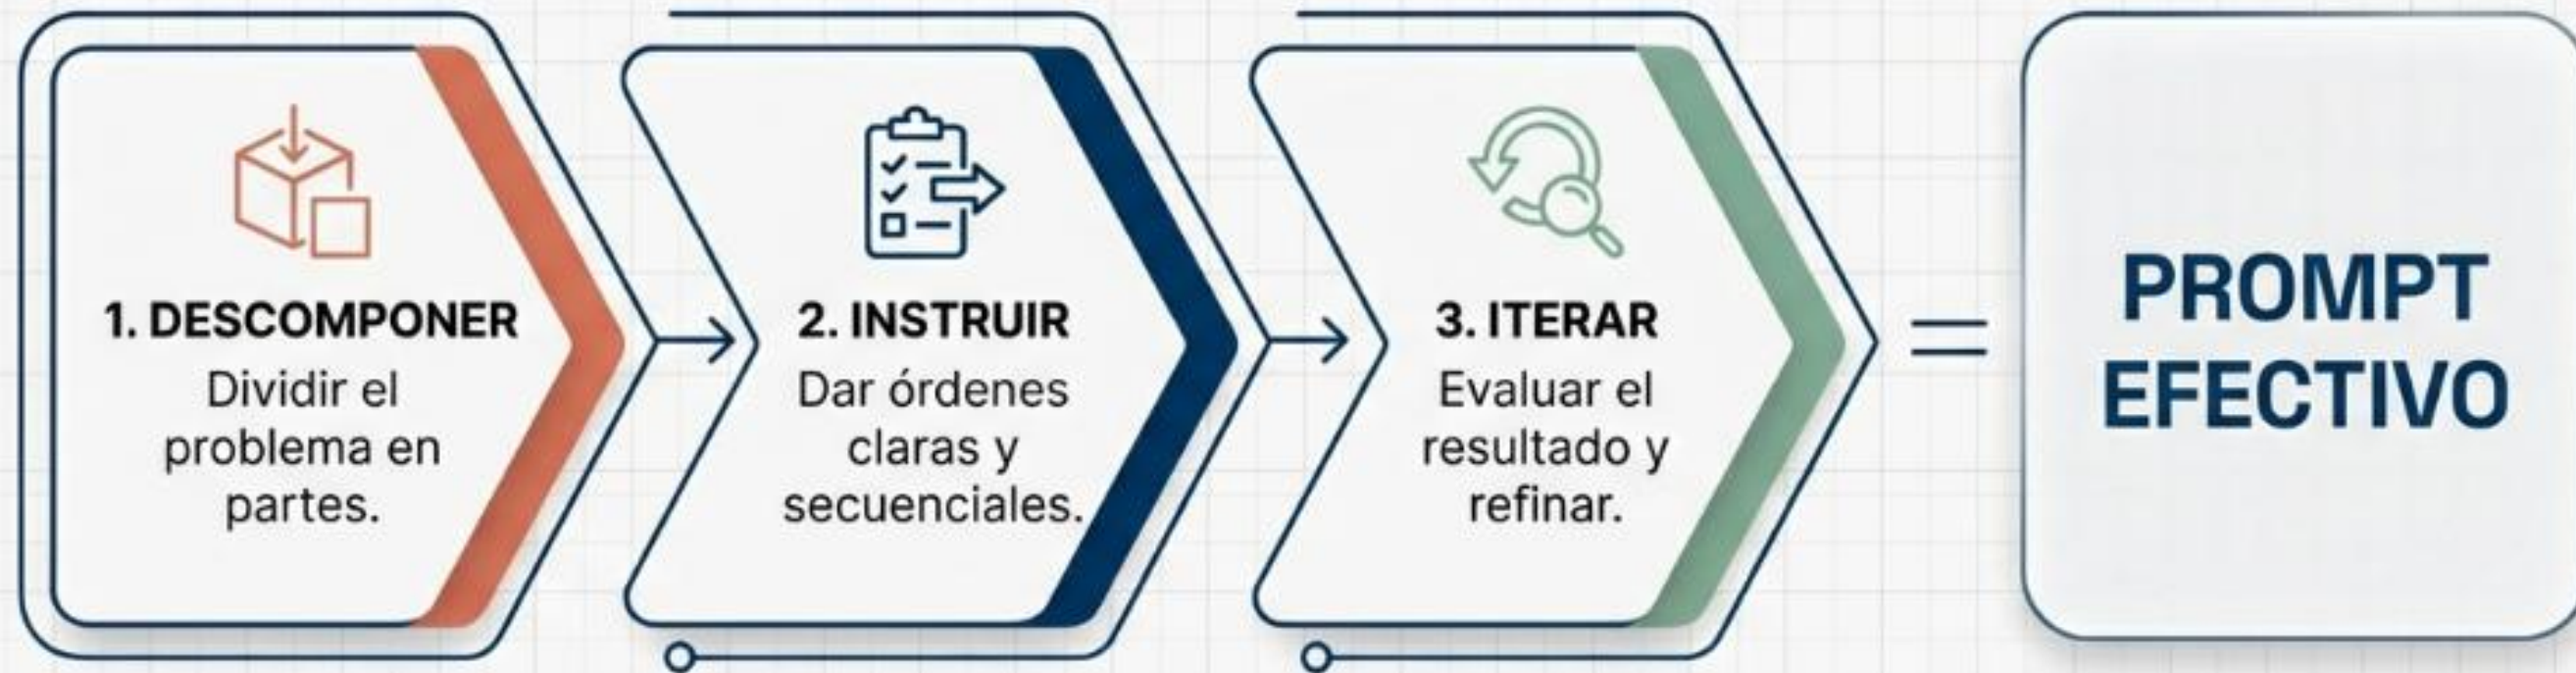 1. DESCOMPONER
Dividir el
problema en
partes.
2. INSTRUIR
Dar órdenes
claras y
secuenciales.
3. ITERAR
Evaluar el
resultado y
refinar.
=
PROMPT
EFECTIVO